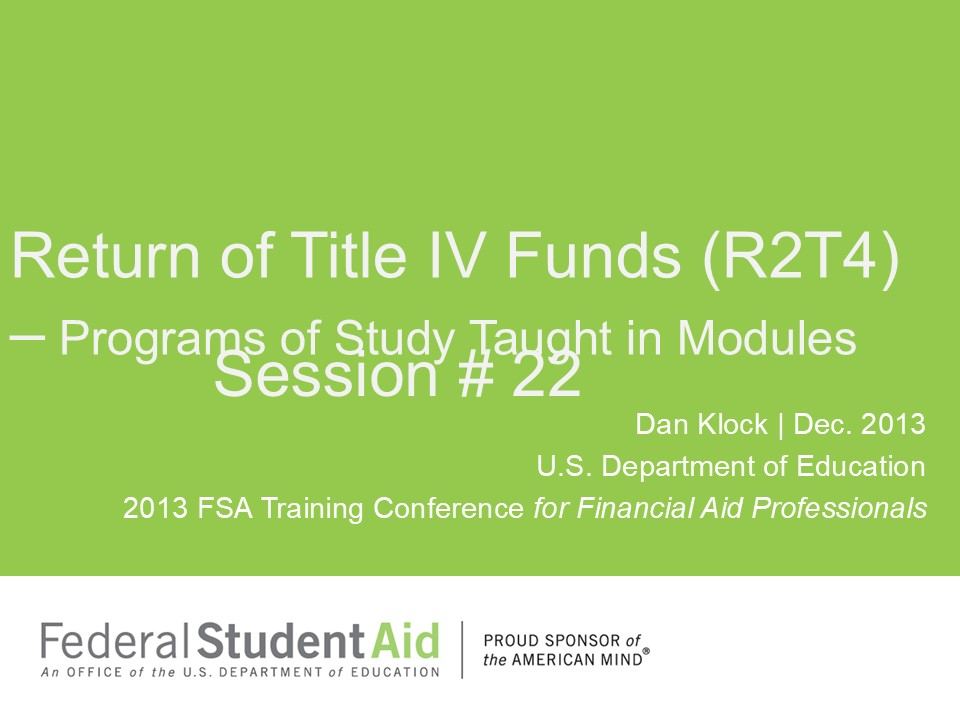 Return of Title IV Funds (R2T4)
– Programs of Study Taught in Modules
Session # 22
Dan Klock | Dec. 2013
U.S. Department of Education
2013 FSA Training Conference for Financial Aid Professionals
Federal Student Aid
An OFFICE of the U.S. DEPARTMENT of EDUCATION
PROUD SPONSOR of
the AMERICAN MIND®